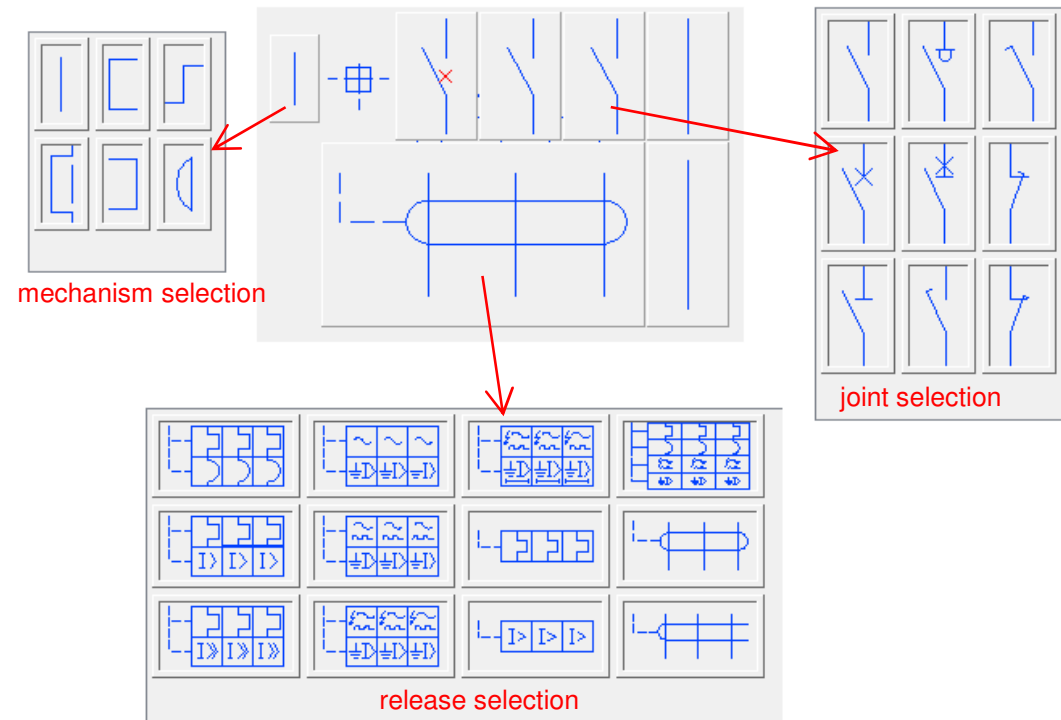 mechanism selection
joint selection
I> I> I>
I>> I>> I>>
I> I> I>
release selection